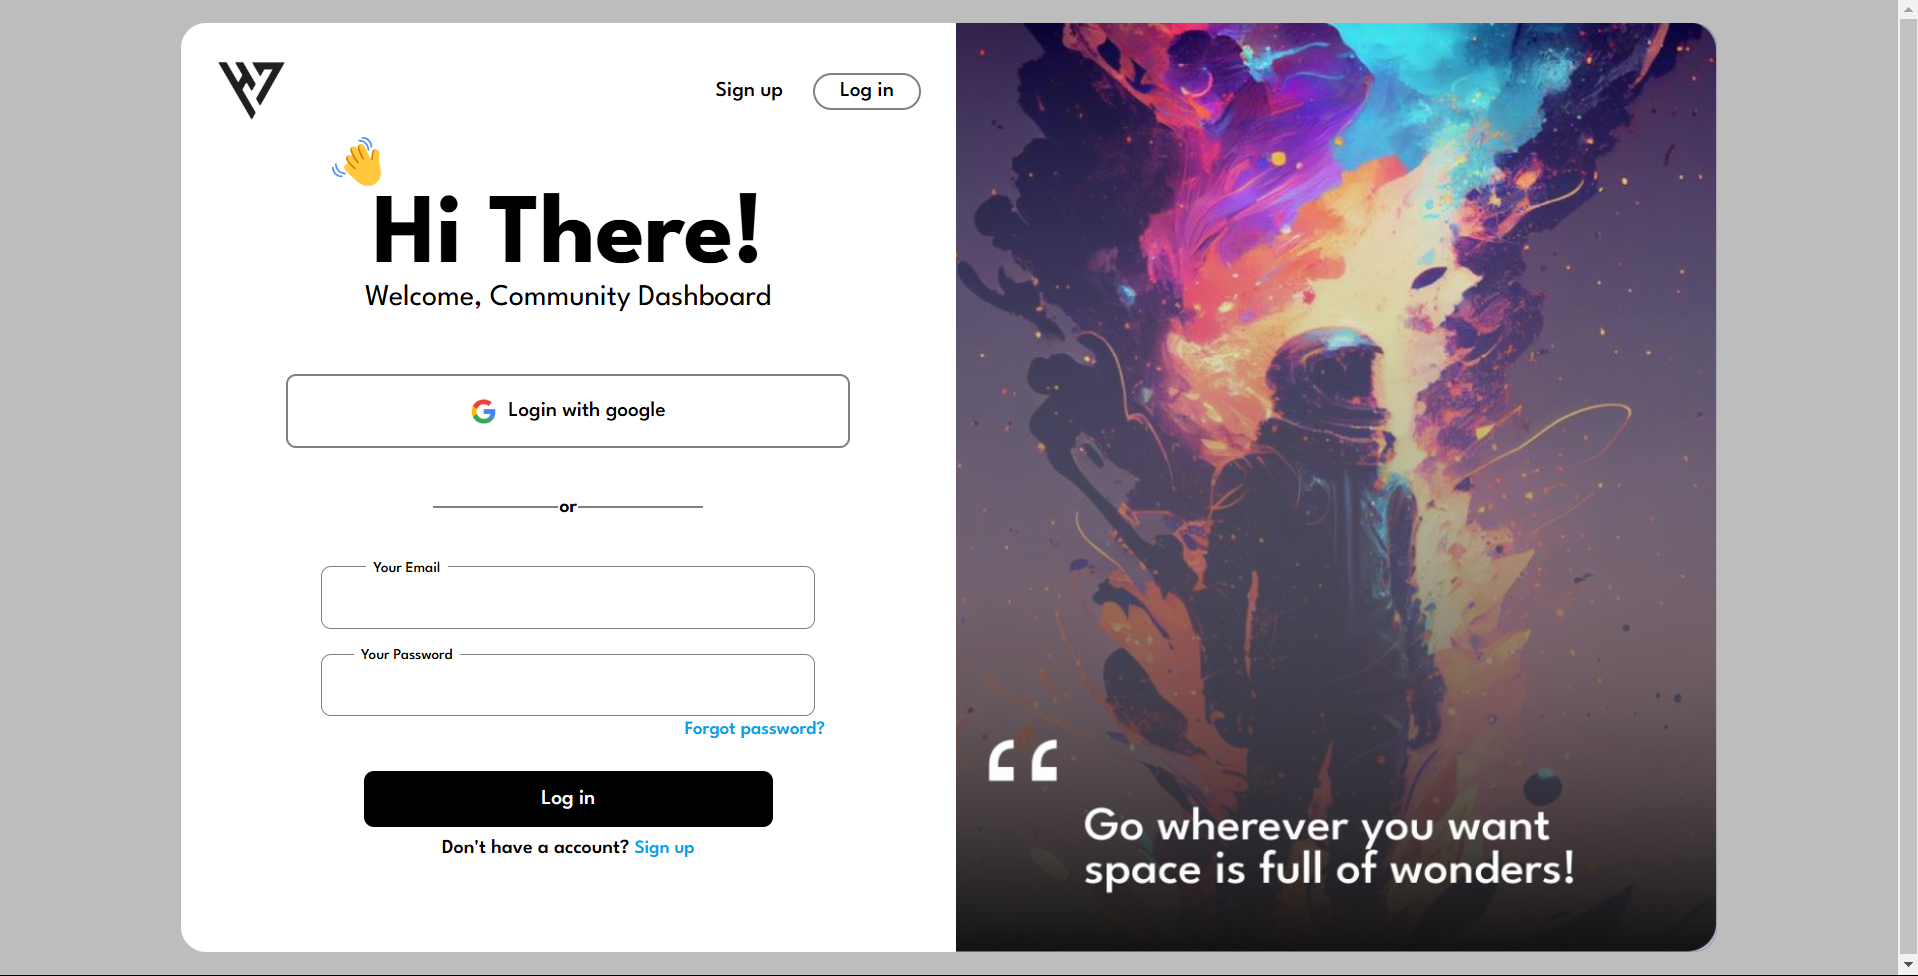 Sign up
Log in
Hi There!
Welcome, Community Dashboard
Login with google
or
Your Email
Your Password
Forgot password?
Log in
Don't have a account? Sign up
“
Go wherever you want
space is full of wonders!